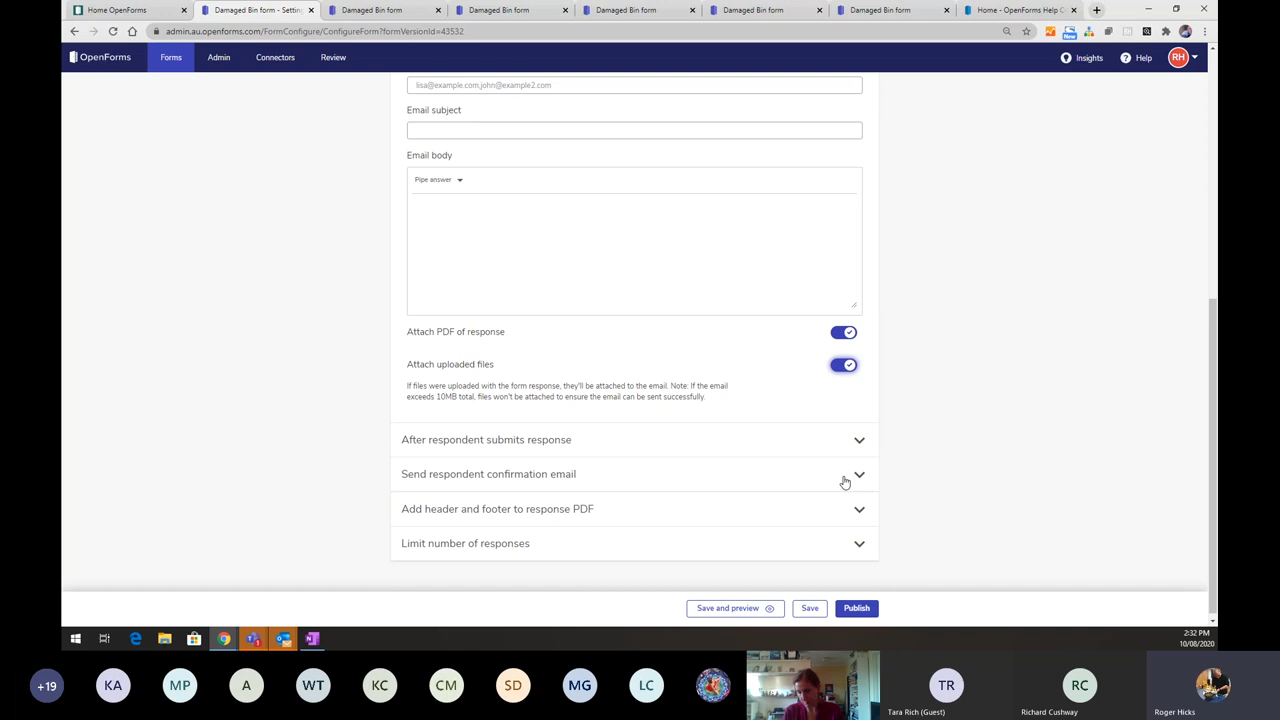 Home OpenForms
Damaged Bin form - Settin
Damaged Bin form
Damaged Bin form
Damaged Bin form
Damaged Bin form
Damaged Bin form
Home - OpenForms Help C
admin.au.openforms.com/FormConfigure/ConfigureForm?formVersionId=43532
New
OpenForms
Forms
Admin
Connectors
Review
Insights
Help
RH
lisa@example.com,john@example2.com
Email subject
Email body
Pipe answer
Attach PDF of response
Attach uploaded files
If files were uploaded with the form response, they'll be attached to the email. Note: If the email
exceeds 10MB total, files won't be attached to ensure the email can be sent successfully.
After respondent submits response
Send respondent confirmation email
Add header and footer to response PDF
Limit number of responses
Save and preview
Save
Publish
2:32 PM
10/08/2020
+19
KA
MP
A
WT
KC
CM
SD
MG
LC
TR
RC
Tara Rich (Guest)
Richard Cushway
Roger Hicks